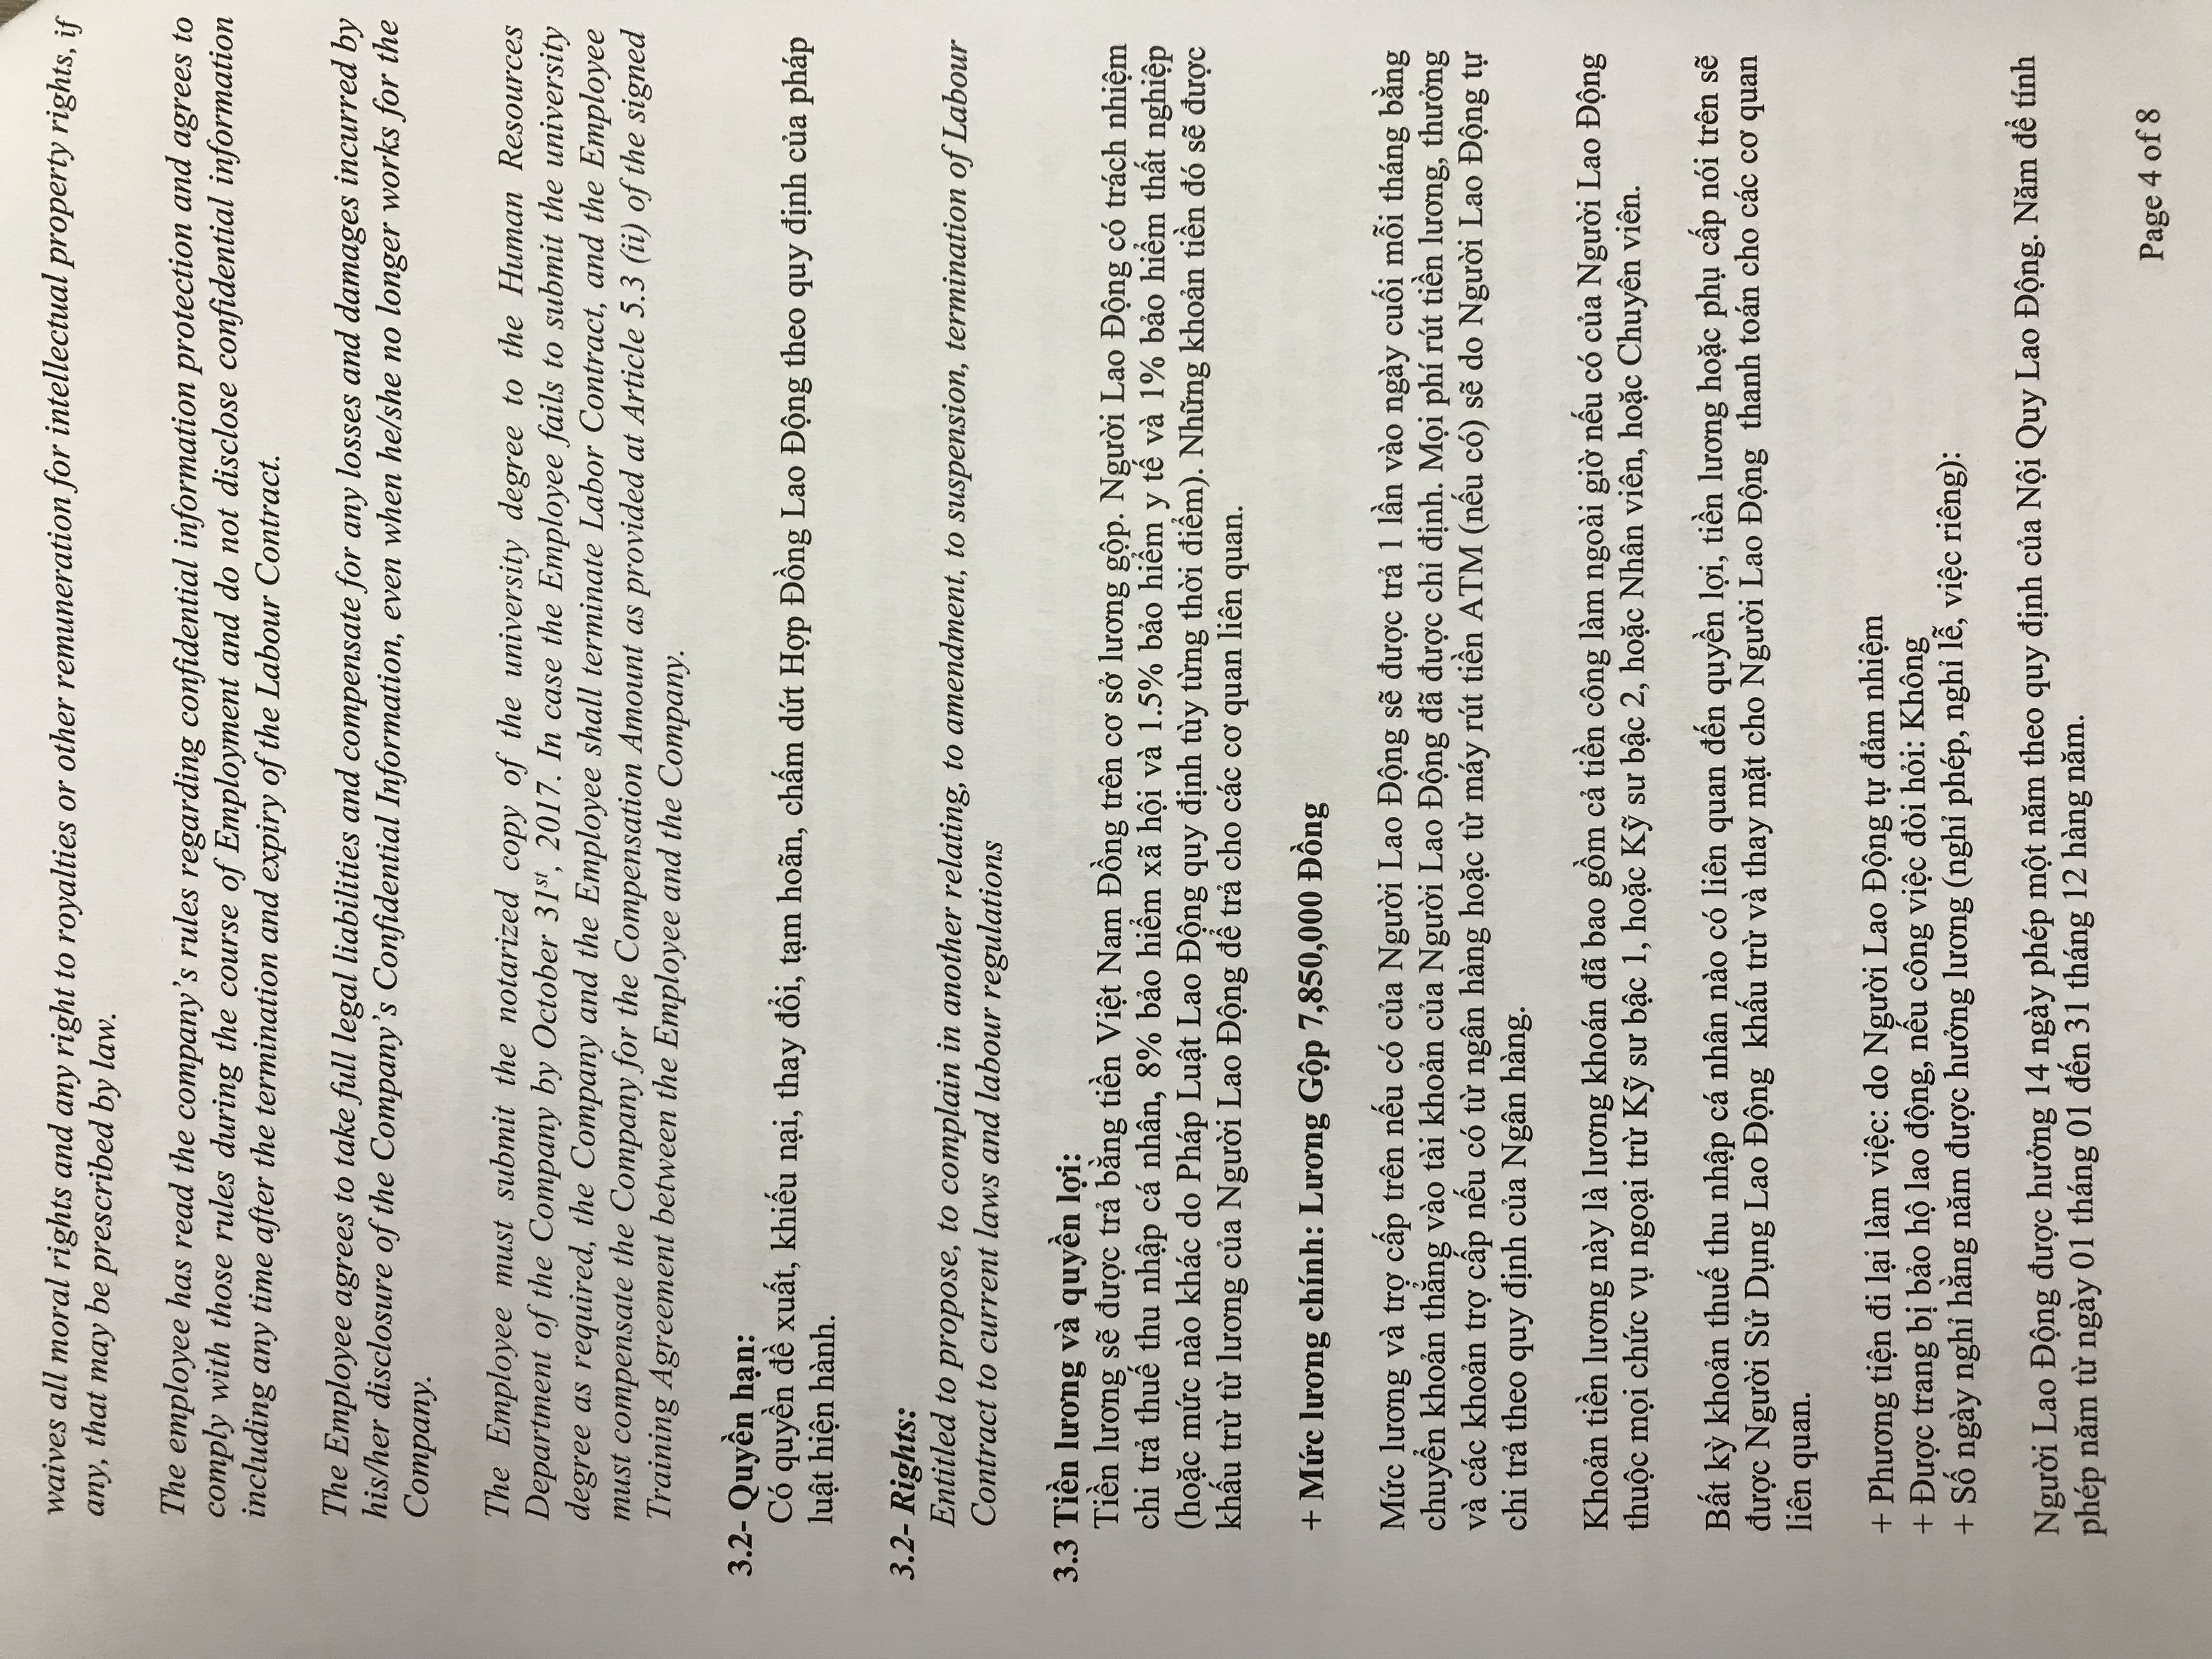 waives all moral rights and any right to royalties or other remuneration for intellectual property rights, if
any, that may be prescribed by law.
The employee has read the company's rules regarding confidential information protection and agrees to
comply with those rules during the course of Employment and do not disclose confidential information
including any time after the termination and expiry of the Labour Contract.
The Employee agrees to take full legal liabilities and compensate for any losses and damages incurred by
his/her disclosure of the Company's Confidential Information, even when he/she no longer works for the
Company.
The Employee must submit the notarized copy of the university degree to the Human Resources
Department of the Company by October 31st, 2017. In case the Employee fails to submit the university
degree as required, the Company and the Employee shall terminate Labor Contract, and the Employee
must compensate the Company for the Compensation Amount as provided at Article 5.3 (ii) of the signed
Training Agreement between the Employee and the Company.
3.2- Quyền hạn:
Có quyền đề xuất, khiếu nại, thay đổi, tạm hoãn, chấm dứt Hợp Đồng Lao Động theo quy định của pháp
luật hiện hành.
3.2- Rights:
Entitled to propose, to complain in another relating, to amendment, to suspension, termination of Labour
Contract to current laws and labour regulations
3.3 Tiền lương và quyền lợi:
Tiền lương sẽ được trả bằng tiền Việt Nam Đồng trên cơ sở lương gộp. Người Lao Động có trách nhiệm
chi trả thuế thu nhập cá nhân, 8% bảo hiểm xã hội và 1.5% bảo hiểm y tế và 1% bảo hiểm thất nghiệp
(hoặc mức nào khác do Pháp Luật Lao Động quy định tùy từng thời điểm). Những khoản tiền đó sẽ được
khấu trừ từ lương của Người Lao Động để trả cho các cơ quan liên quan.
+ Mức lương chính: Lương Gộp 7,850,000 Đồng
Mức lương và trợ cấp trên nếu có của Người Lao Động sẽ được trả 1 lần vào ngày cuối mỗi tháng bằng
chuyển khoản thẳng vào tài khoản của Người Lao Động đã được chỉ định. Mọi phí rút tiền lương, thưởng
và các khoản trợ cấp nếu có từ ngân hàng hoặc từ máy rút tiền ATM (nếu có) sẽ do Người Lao Động tự
chi trả theo quy định của Ngân hàng.
Khoản tiền lương này là lương khoán đã bao gồm cả tiền công làm ngoài giờ nếu có của Người Lao Động
thuộc mọi chức vụ ngoại trừ Kỹ sư bậc 1, hoặc Kỹ sư bậc 2, hoặc Nhân viên, hoặc Chuyên viên.
Bất kỳ khoản thuế thu nhập cá nhân nào có liên quan đến quyền lợi, tiền lương hoặc phụ cấp nói trên sẽ
được Người Sử Dụng Lao Động khấu trừ và thay mặt cho Người Lao Động thanh toán cho các cơ quan
liên quan.
+ Phương tiện đi lại làm việc: do Người Lao Động tự đảm nhiệm
+ Được trang bị bảo hộ lao động, nếu công việc đòi hỏi: Không
+ Số ngày nghỉ hằng năm được hưởng lương (nghỉ phép, nghỉ lễ, việc riêng):
Người Lao Động được hưởng 14 ngày phép một năm theo quy định của Nội Quy Lao Động. Năm để tính
phép năm từ ngày 01 tháng 01 đến 31 tháng 12 hàng năm.
Page 4 of 8